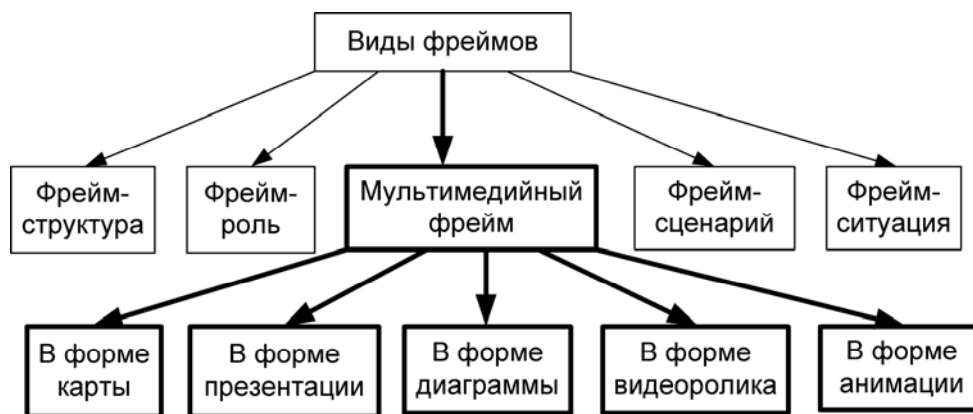 Виды фреймов
Фрейм-
структура
Фрейм-
роль
Мультимедийный
фрейм
Фрейм-
сценарий
Фрейм-
ситуация
В форме
карты
В форме
презентации
В форме
диаграммы
В форме
видеоролика
В форме
анимации